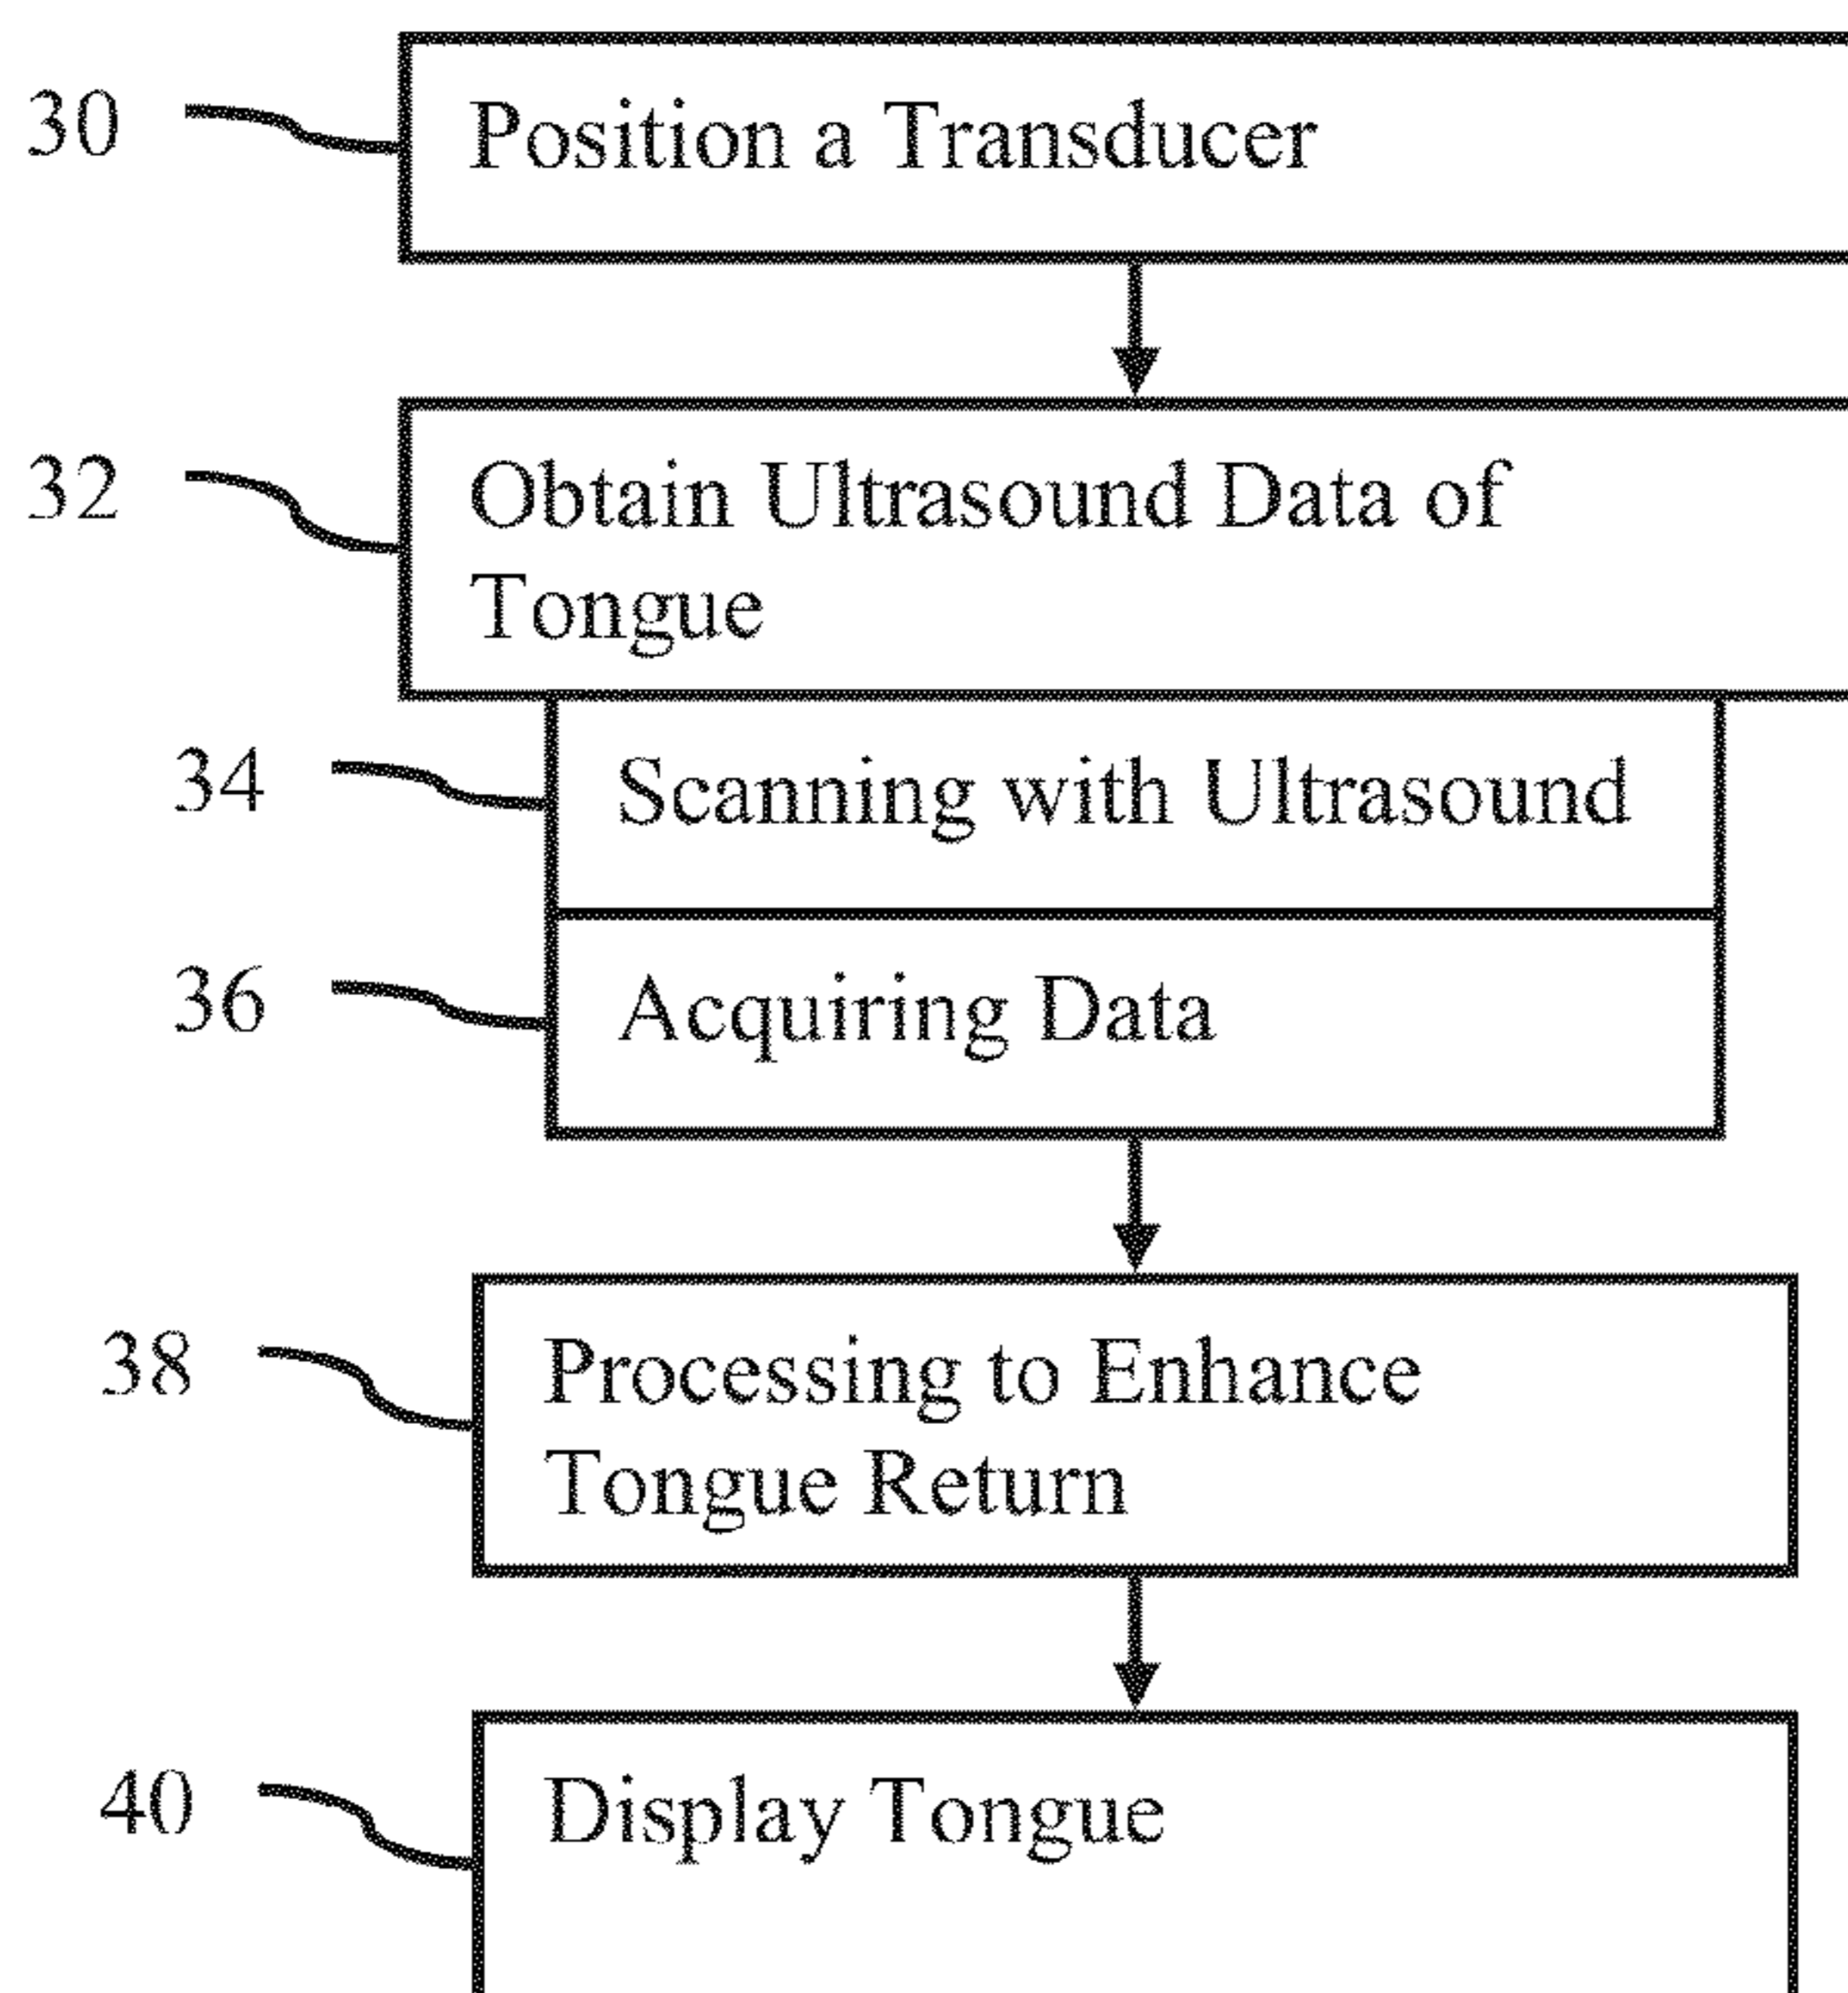 30 Position a Transducer
32 Obtain Ultrasound Data of
Tongue
34 Scanning with Ultrasound
36 Acquiring Data
38 Processing to Enhance
Tongue Return
40 Display Tongue